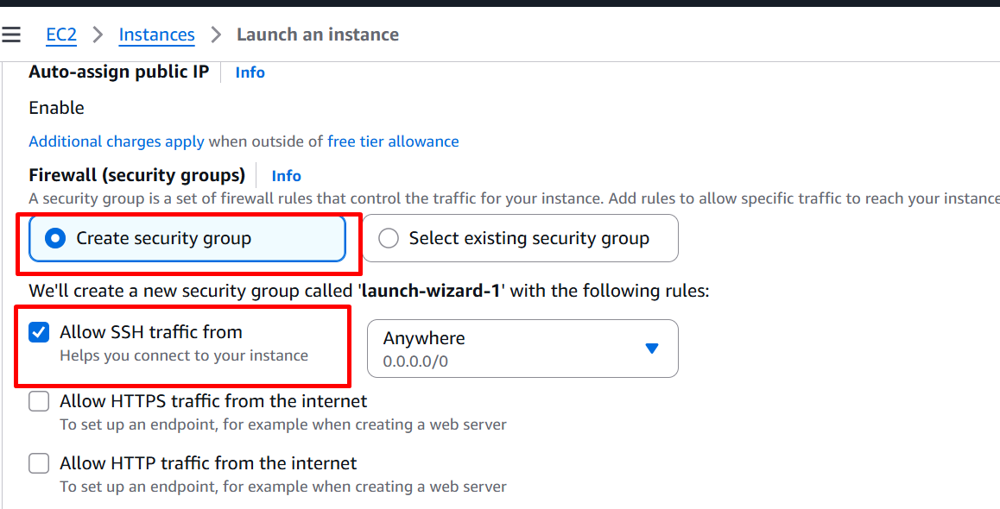 EC2 > Instances > Launch an instance
Auto-assign public IP | Info
Enable
Additional charges apply when outside of free tier allowance
Firewall (security groups) | Info
A security group is a set of firewall rules that control the traffic for your instance. Add rules to allow specific traffic to reach your instance
Create security group
Select existing security group
We'll create a new security group called 'launch-wizard-1' with the following rules:
Allow SSH traffic from
Helps you connect to your instance
Anywhere
0.0.0.0/0
Allow HTTPS traffic from the internet
To set up an endpoint, for example when creating a web server
Allow HTTP traffic from the internet
To set up an endpoint, for example when creating a web server